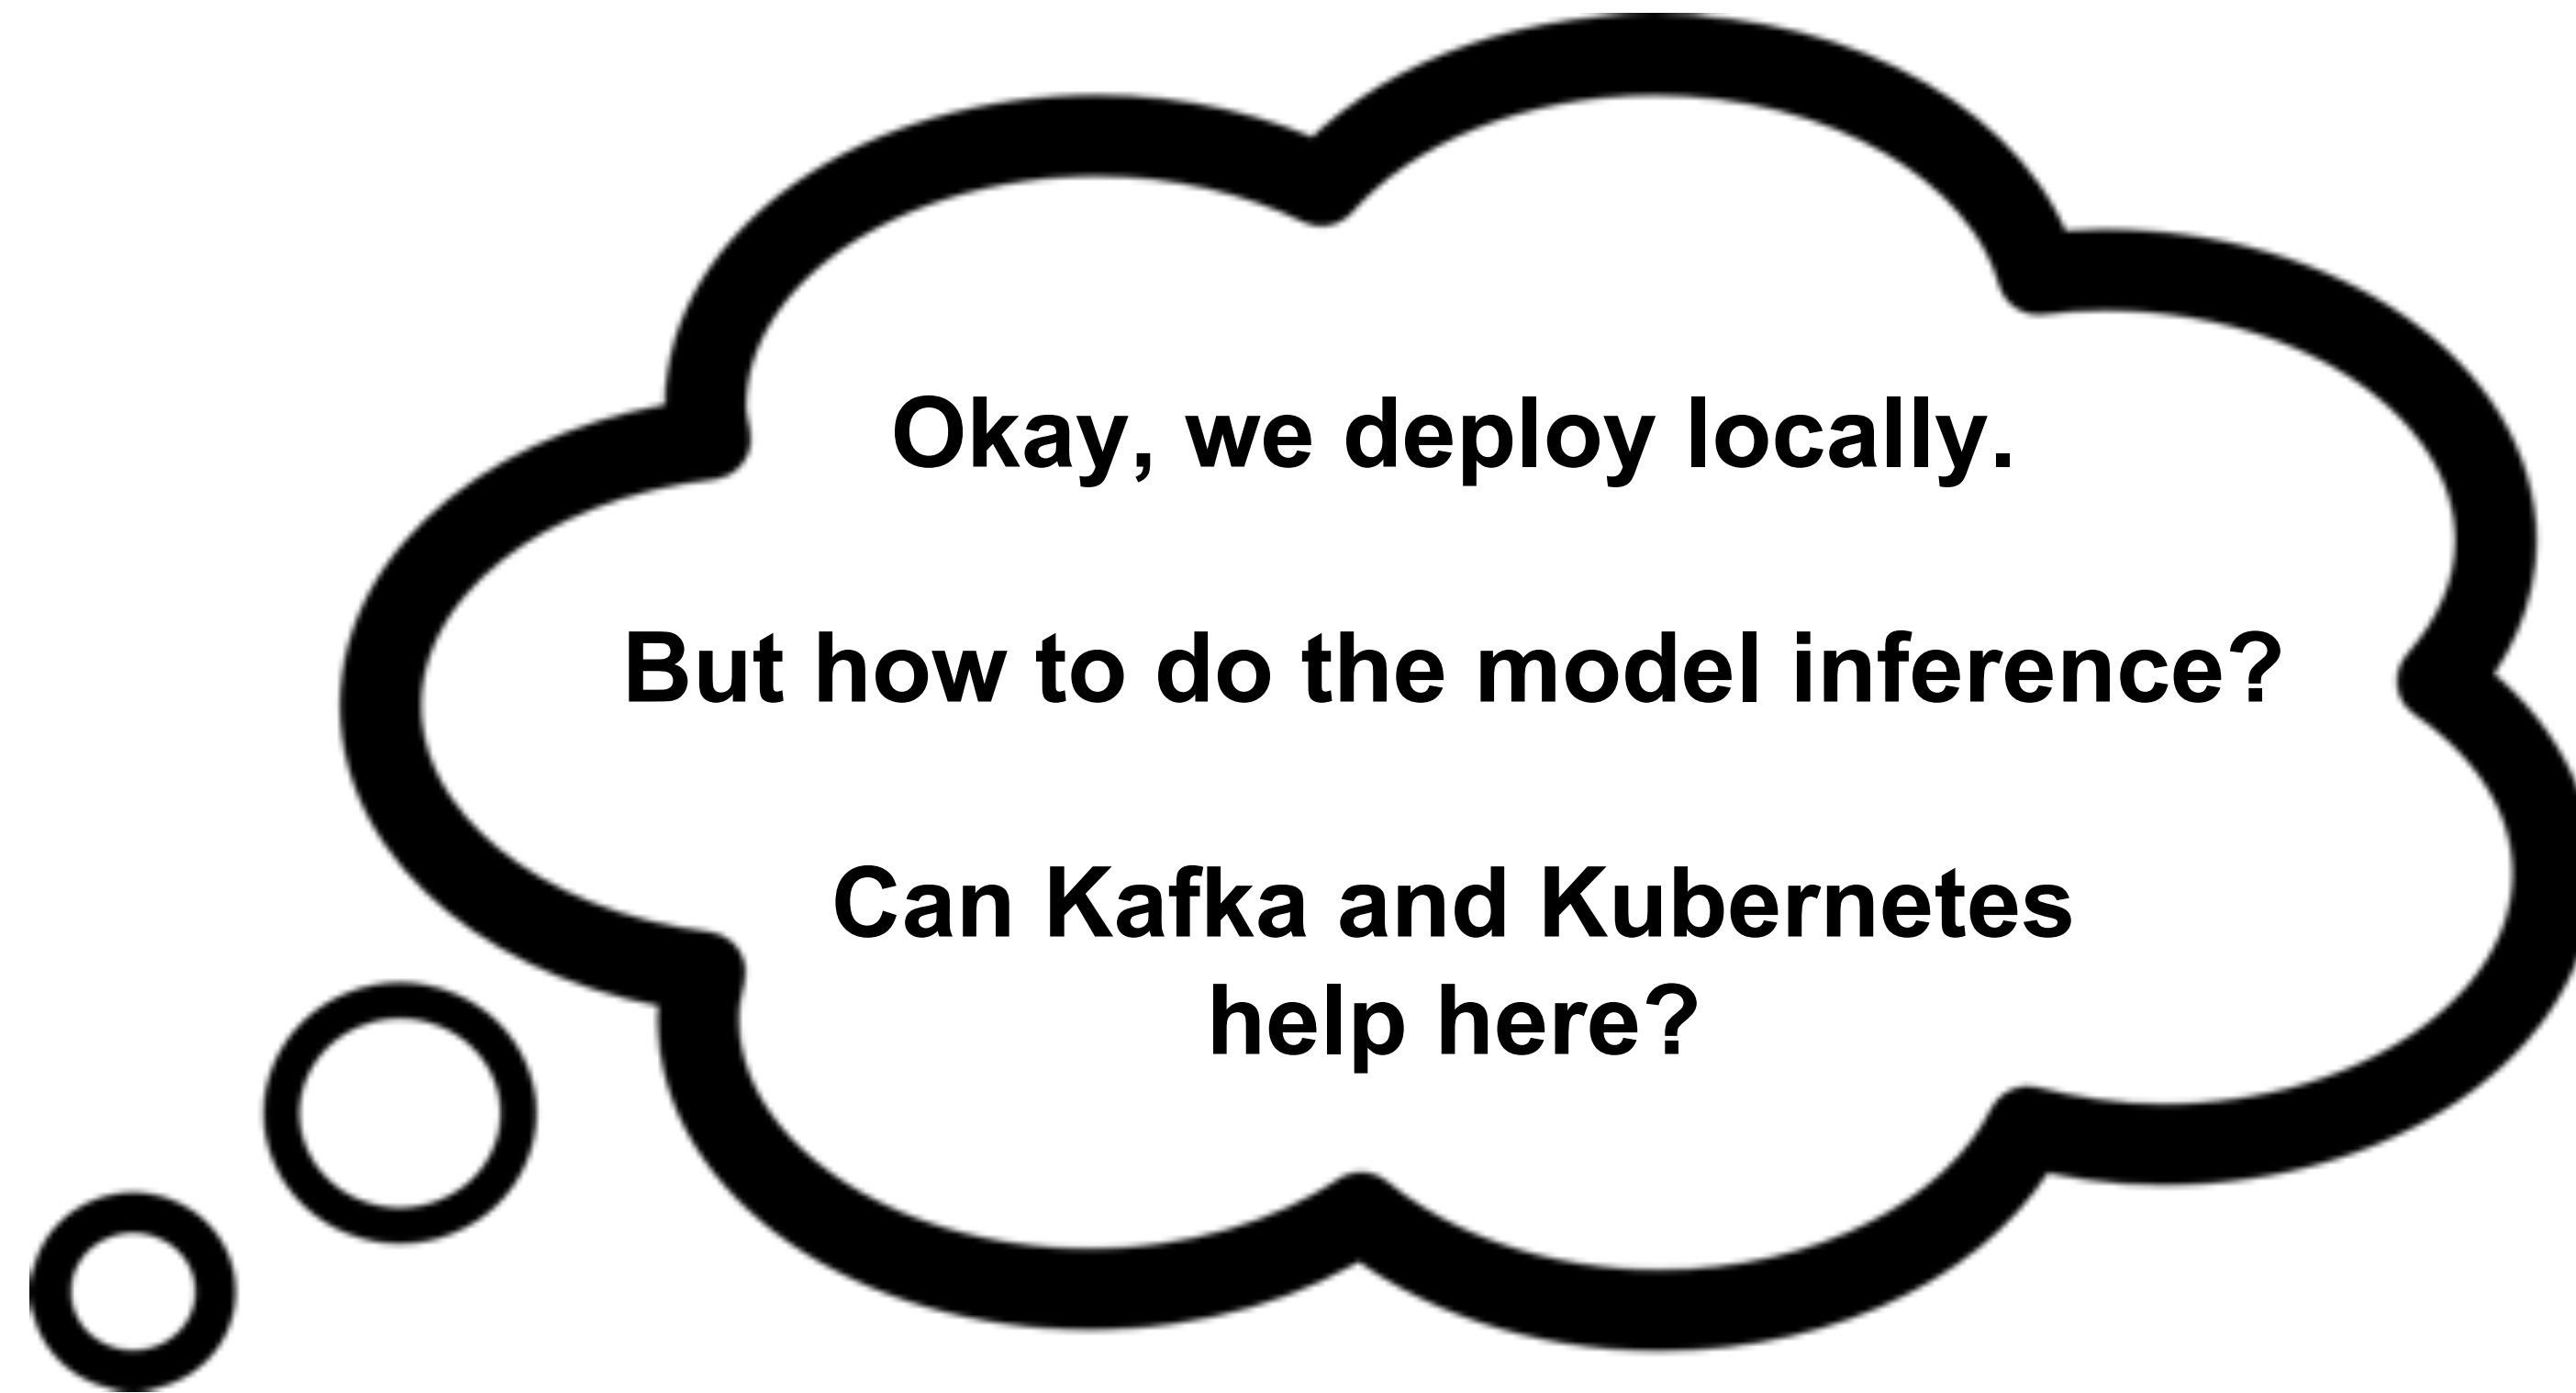 Okay, we deploy locally.
But how to do the model inference?
Can Kafka and Kubernetes
help here?